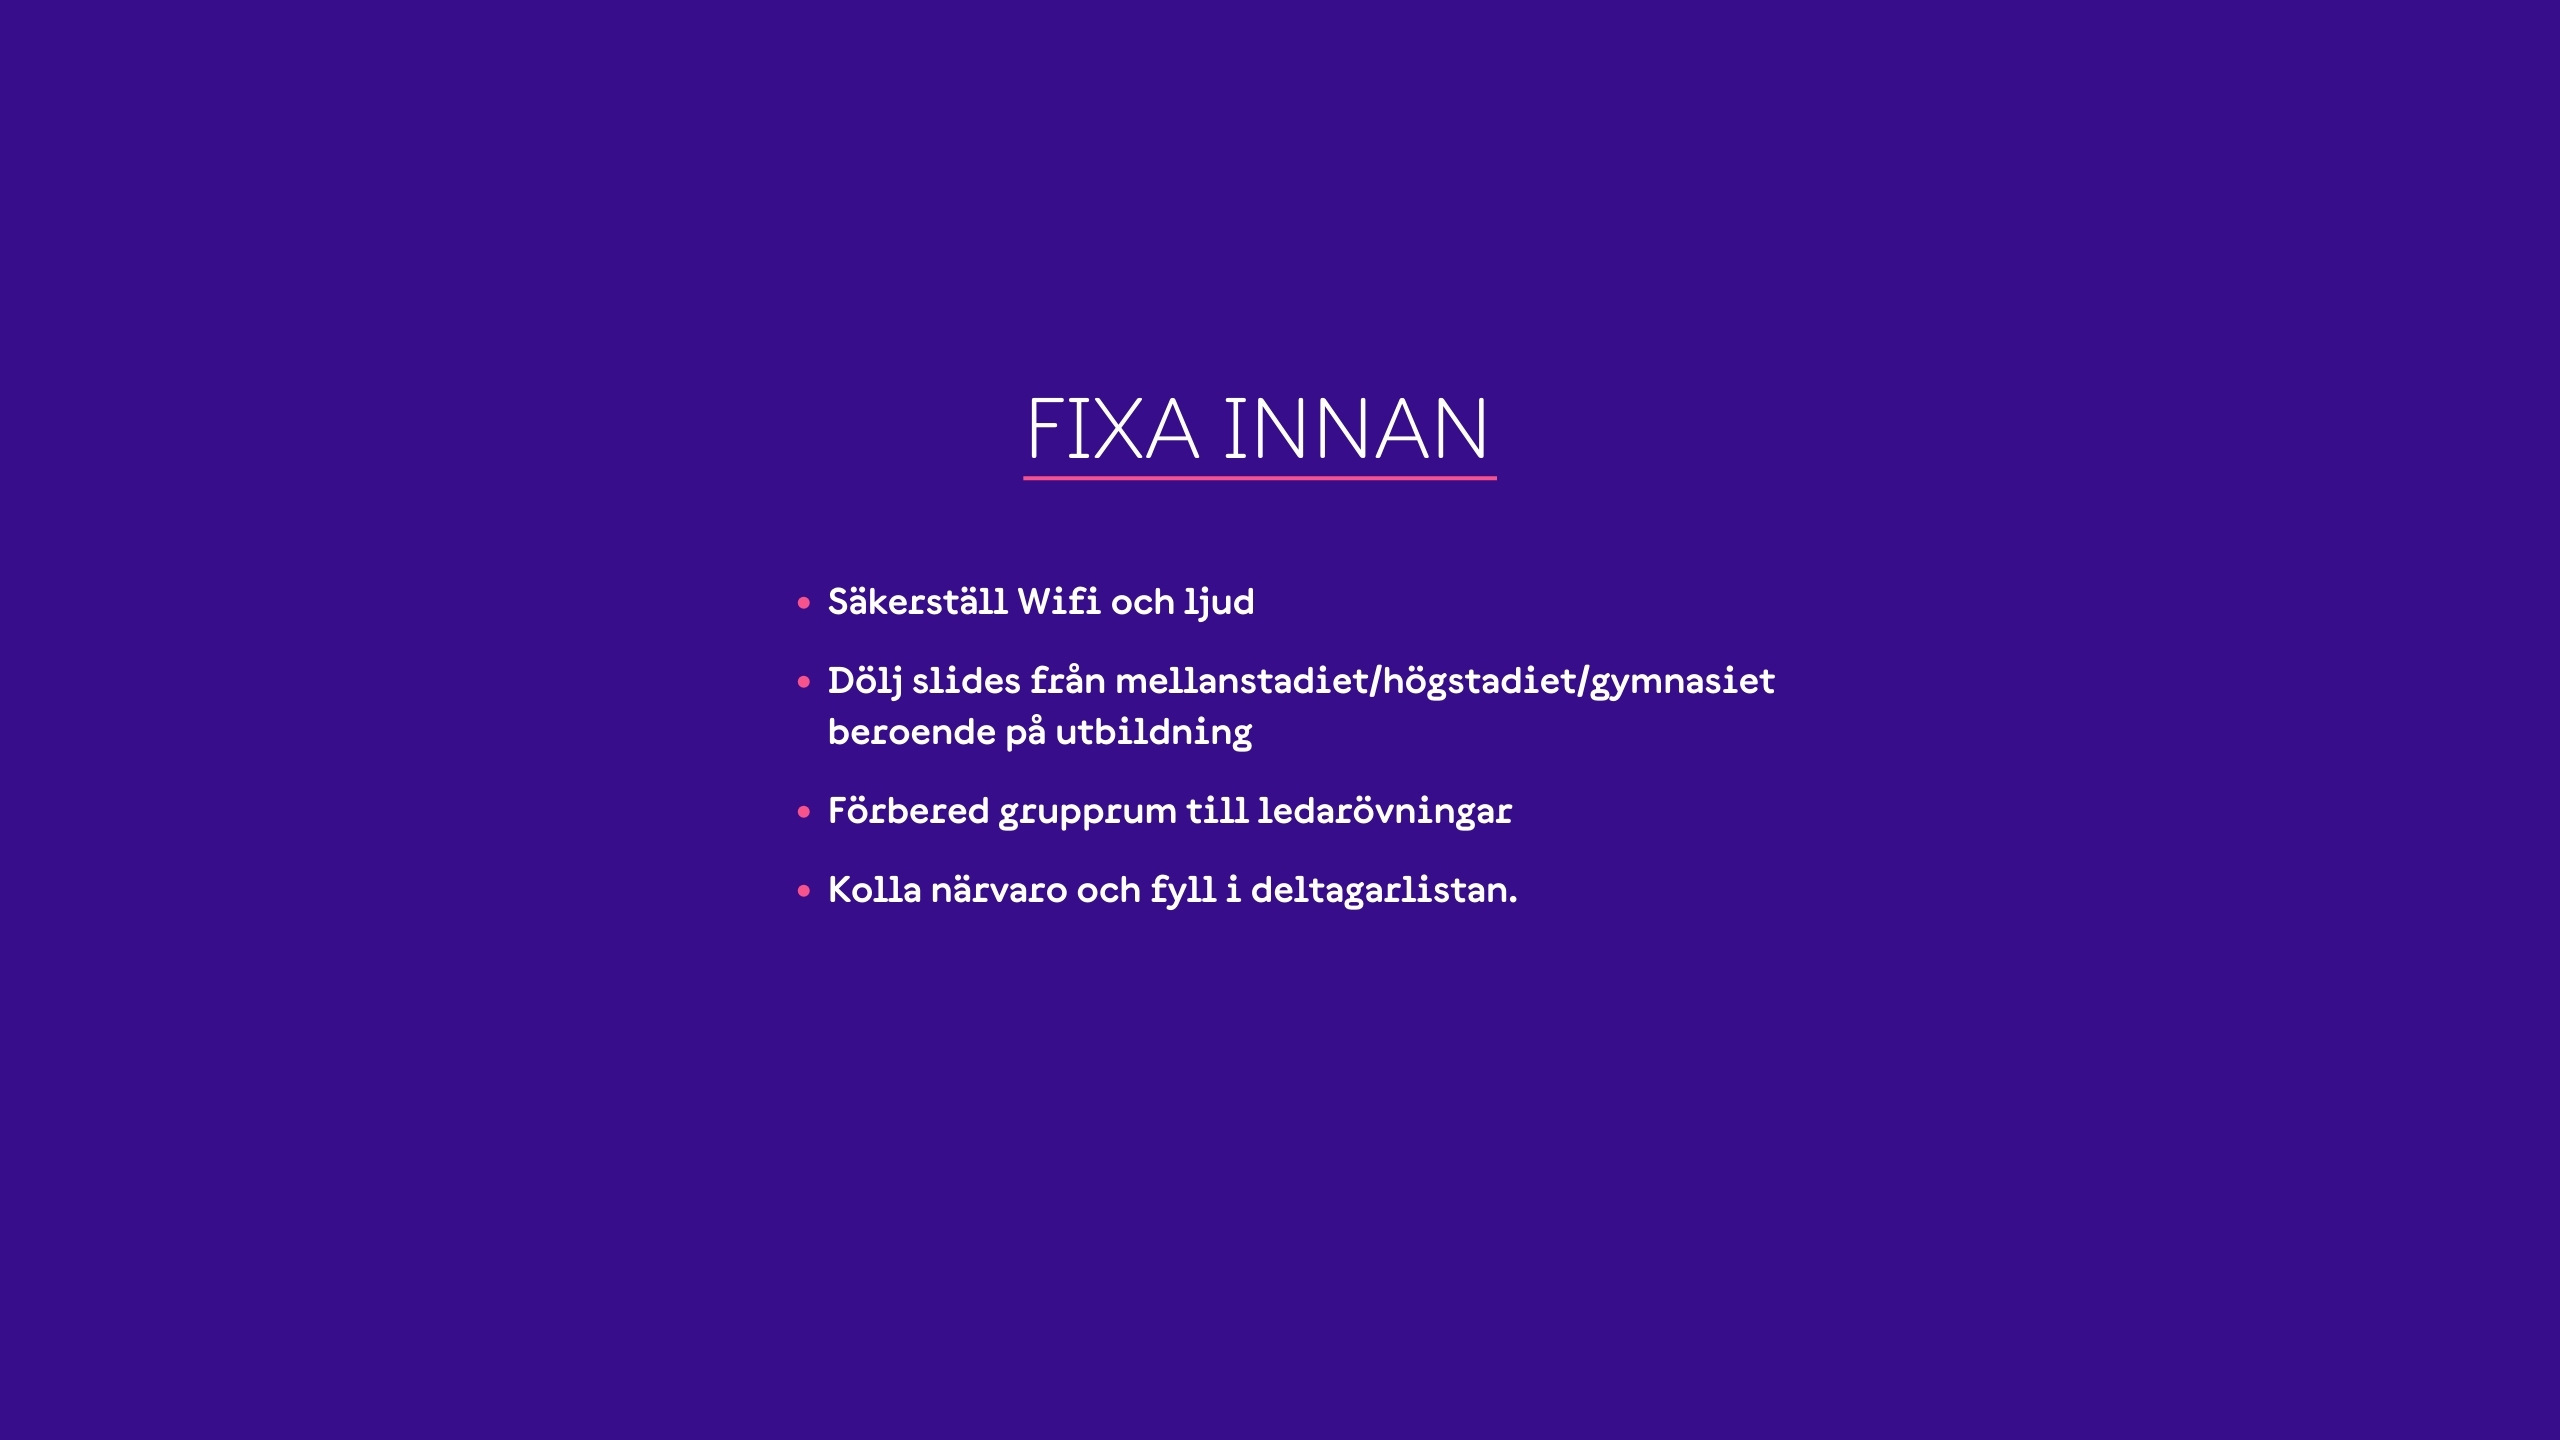 FIXA INNAN
• Säkerställ Wifi och ljud
• Dölj slides från mellanstadiet/högstadiet/gymnasiet
beroende på utbildning
• Förbered grupprum till ledarövningar
• Kolla närvaro och fyll i deltagarlistan.